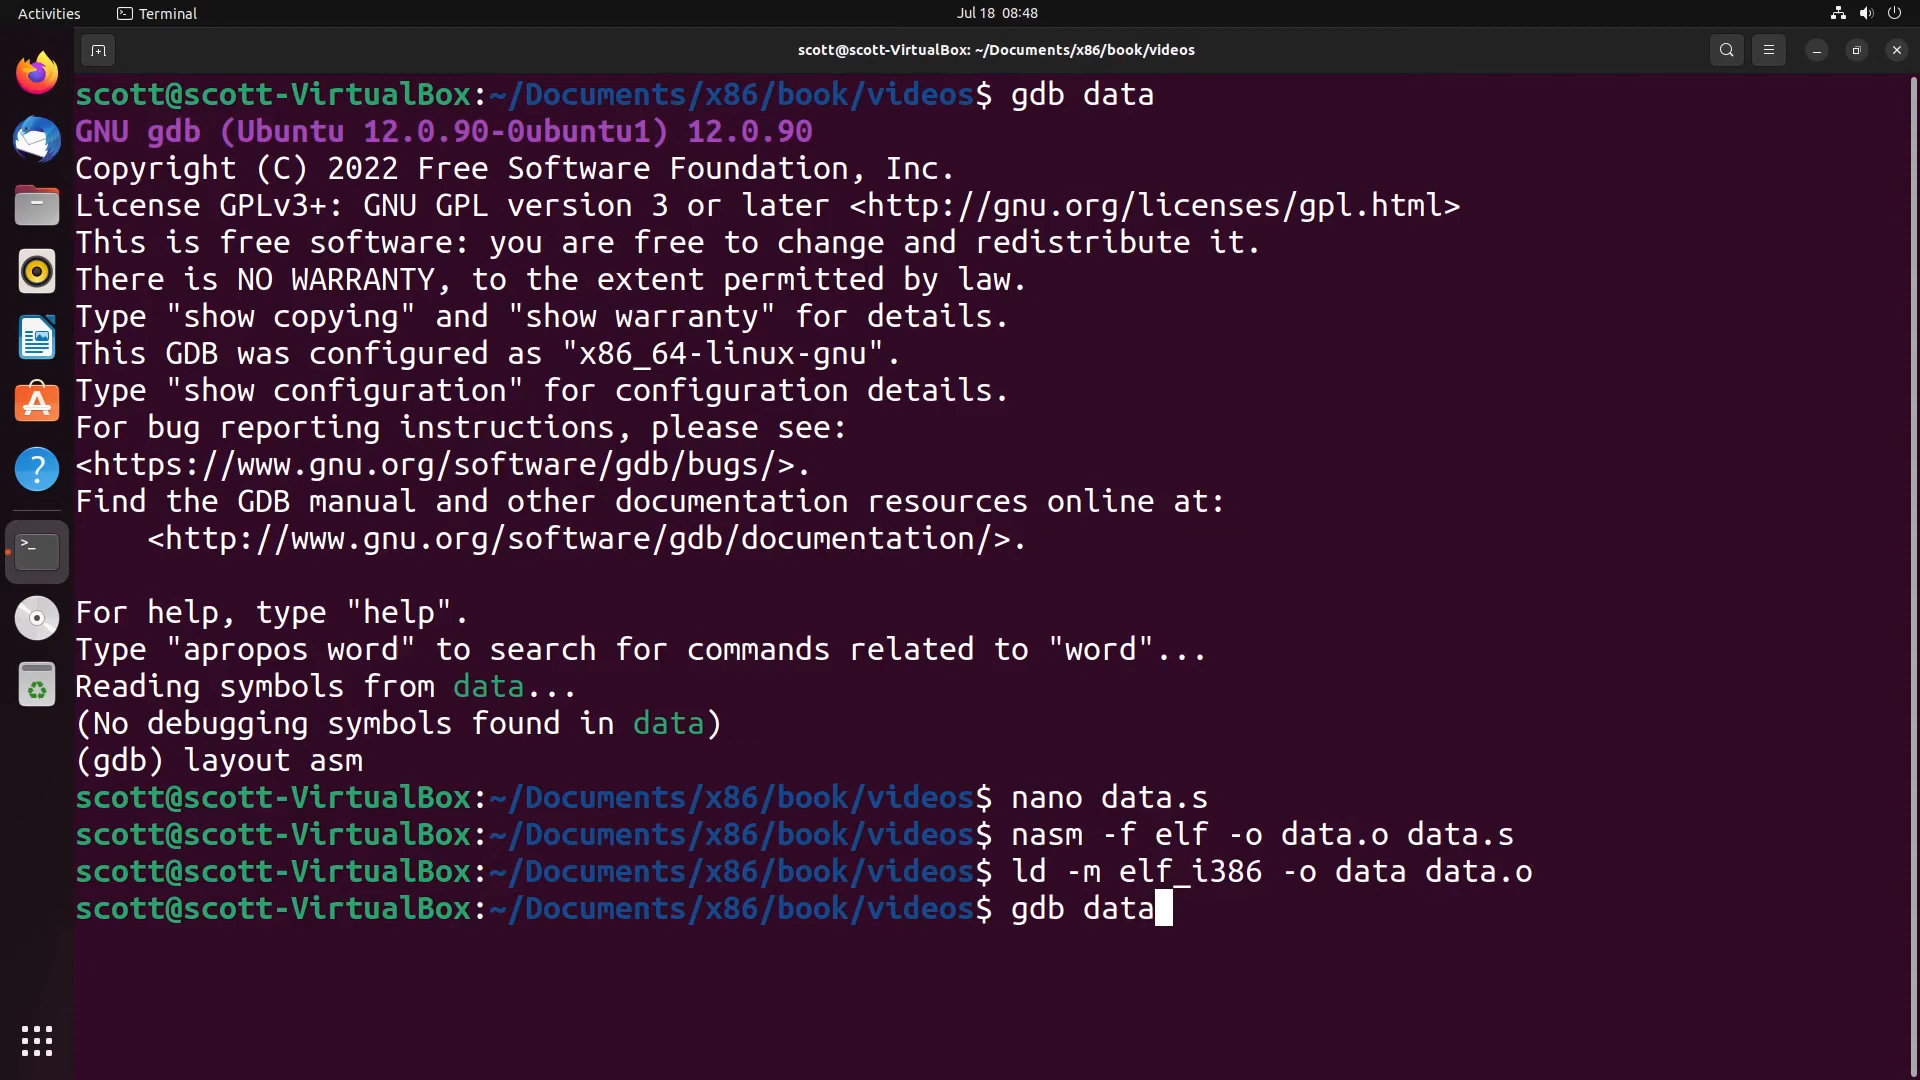 Activities
Terminal
Jul 18 08:48
scott@scott-VirtualBox: ~/Documents/x86/book/videos
scott@scott-VirtualBox:~/Documents/x86/book/videos$ gdb data
GNU gdb (Ubuntu 12.0.90-0ubuntu1) 12.0.90
Copyright (C) 2022 Free Software Foundation, Inc.
License GPLv3+: GNU GPL version 3 or later <http://gnu.org/licenses/gpl.html>
This is free software: you are free to change and redistribute it.
There is NO WARRANTY, to the extent permitted by law.
Type "show copying" and "show warranty" for details.
This GDB was configured as "x86_64-linux-gnu".
Type "show configuration" for configuration details.
For bug reporting instructions, please see:
<https://www.gnu.org/software/gdb/bugs/>.
Find the GDB manual and other documentation resources online at:
    <http://www.gnu.org/software/gdb/documentation/>.
For help, type "help".
Type "apropos word" to search for commands related to "word"...
Reading symbols from data...
(No debugging symbols found in data)
(gdb) layout asm
scott@scott-VirtualBox:~/Documents/x86/book/videos$ nano data.s
scott@scott-VirtualBox:~/Documents/x86/book/videos$ nasm -f elf -o data.o data.s
scott@scott-VirtualBox:~/Documents/x86/book/videos$ ld -m elf_i386 -o data data.o
scott@scott-VirtualBox:~/Documents/x86/book/videos$ gdb data